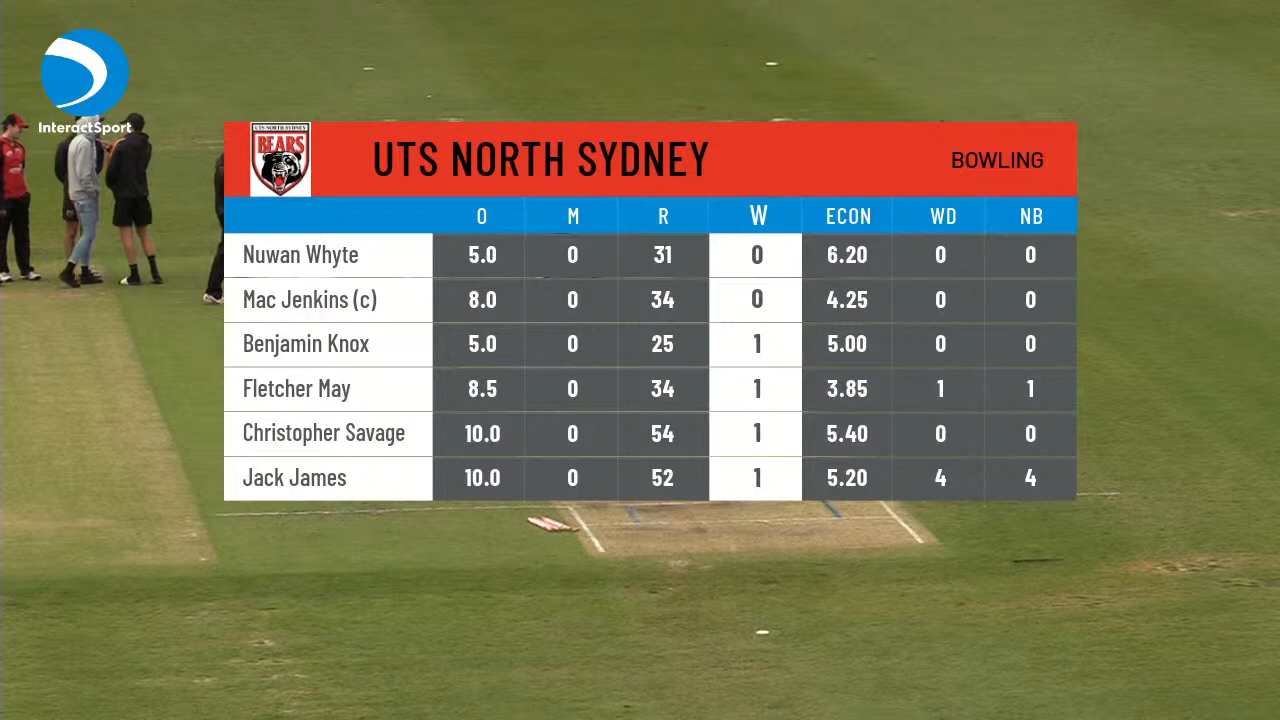 InteractSport
UTS NORTH SYDNEY
BEARS
UTS NORTH SYDNEY
BOWLING
O M R W ECON WD NB
Nuwan Whyte 5.0 0 31 0 6.20 0 0
Mac Jenkins (c) 8.0 0 34 0 4.25 0 0
Benjamin Knox 5.0 0 25 1 5.00 0 0
Fletcher May 8.5 0 34 1 3.85 1 1
Christopher Savage 10.0 0 54 1 5.40 0 0
Jack James 10.0 0 52 1 5.20 4 4